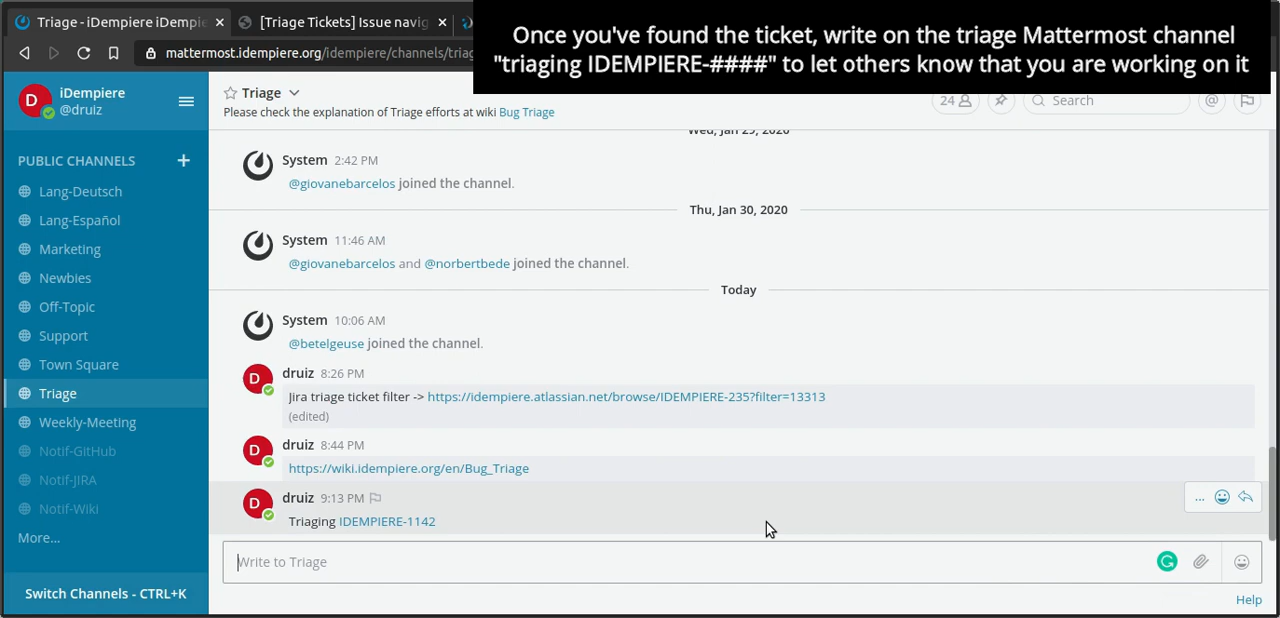 Triage - iDempiere iDempie
[Triage Tickets] Issue navig
Once you've found the ticket, write on the triage Mattermost channel
"triaging IDEMPIERE-####" to let others know that you are working on it
mattermost.idempiere.org/idempiere/channels/triag
D
iDempiere
@druiz
Triage
Please check the explanation of Triage efforts at wiki Bug Triage
24
Search
@
PUBLIC CHANNELS
Lang-Deutsch
Lang-Español
Marketing
Newbies
Off-Topic
Support
Town Square
Triage
Weekly-Meeting
Notif-GitHub
Notif-JIRA
Notif-Wiki
More...
Switch Channels - CTRL+K
Wed, Jan 29, 2020
System 2:42 PM
@giovanebarcelos joined the channel.
Thu, Jan 30, 2020
System 11:46 AM
@giovanebarcelos and @norbertbede joined the channel.
Today
System 10:06 AM
@betelgeuse joined the channel.
D
druiz 8:26 PM
Jira triage ticket filter -> https://idempiere.atlassian.net/browse/IDEMPIERE-235?filter=13313
(edited)
D
druiz 8:44 PM
https://wiki.idempiere.org/en/Bug_Triage
D
druiz 9:13 PM
...
Triaging IDEMPIERE-1142
Write to Triage
Help